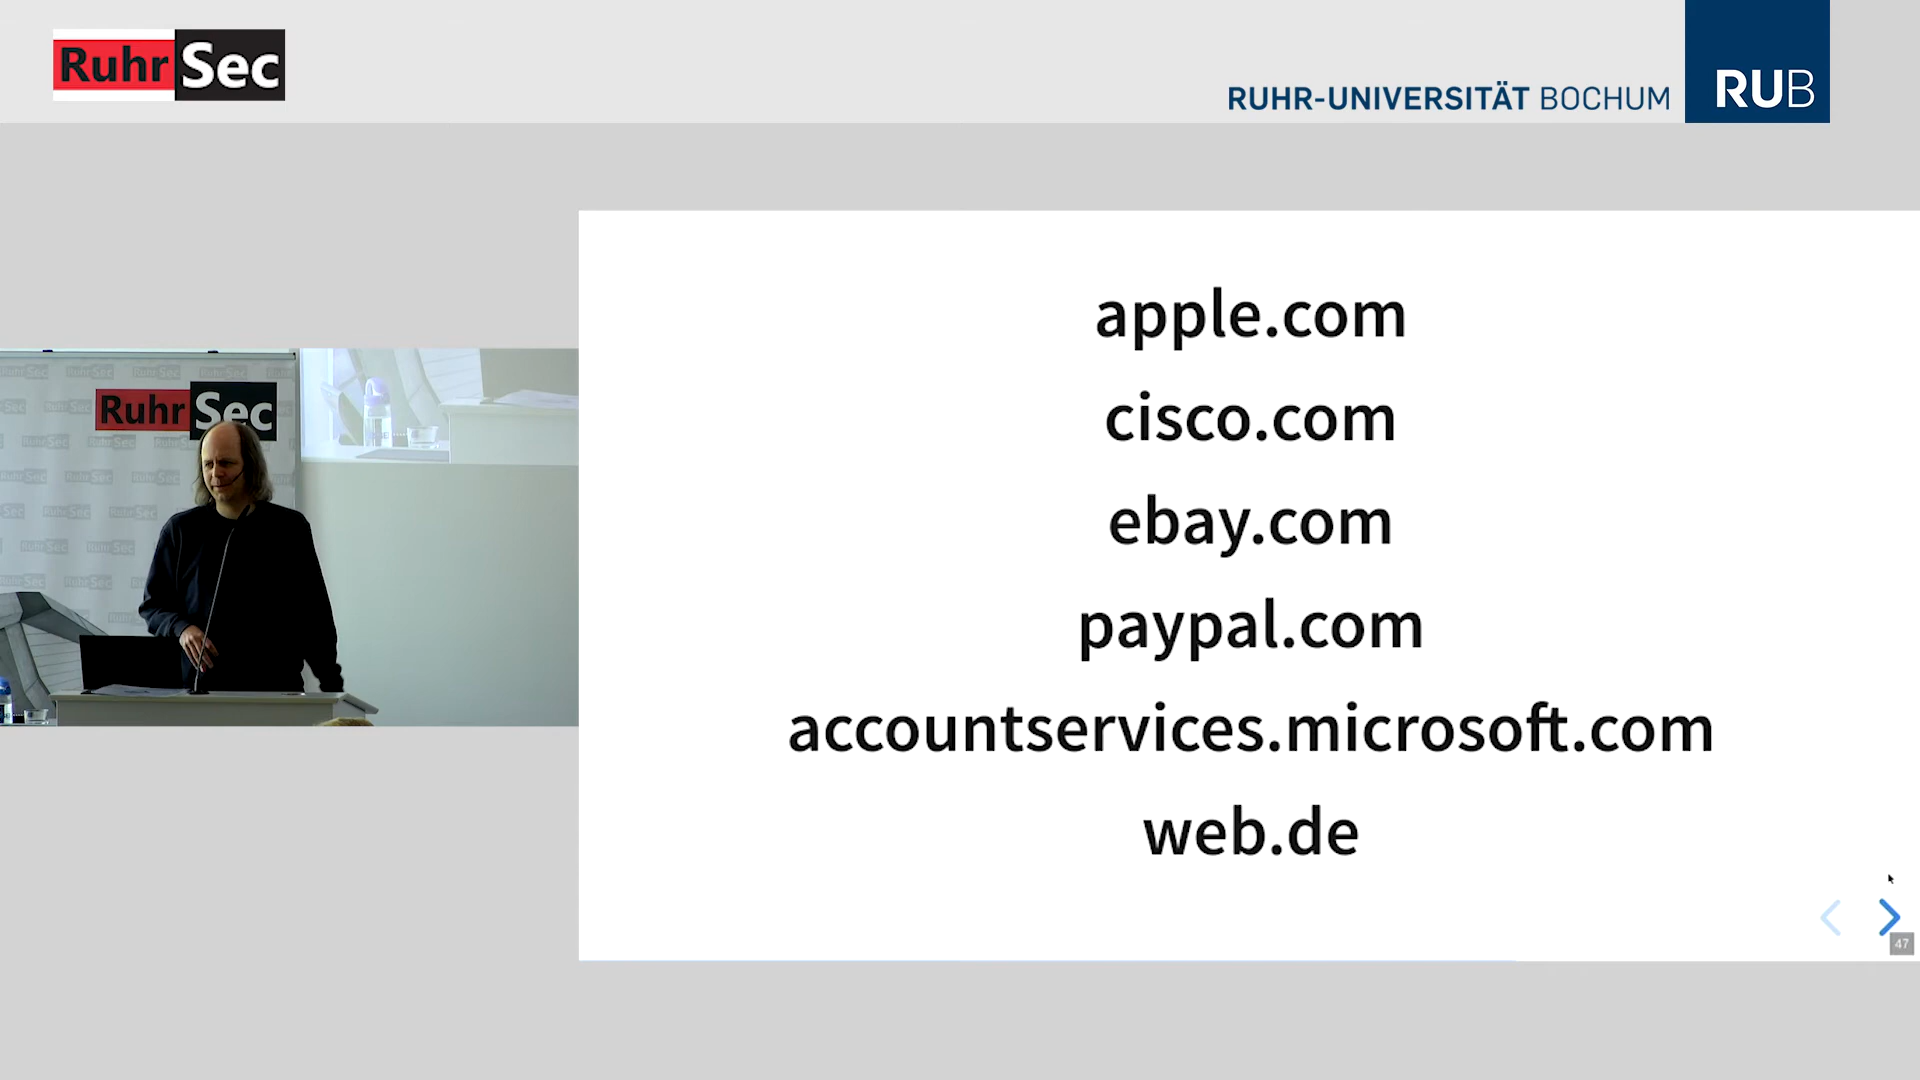 RuhrSec
RUHR-UNIVERSITÄT BOCHUM
RUB
RuhrSec
apple.com
cisco.com
ebay.com
paypal.com
accountservices.microsoft.com
web.de
47